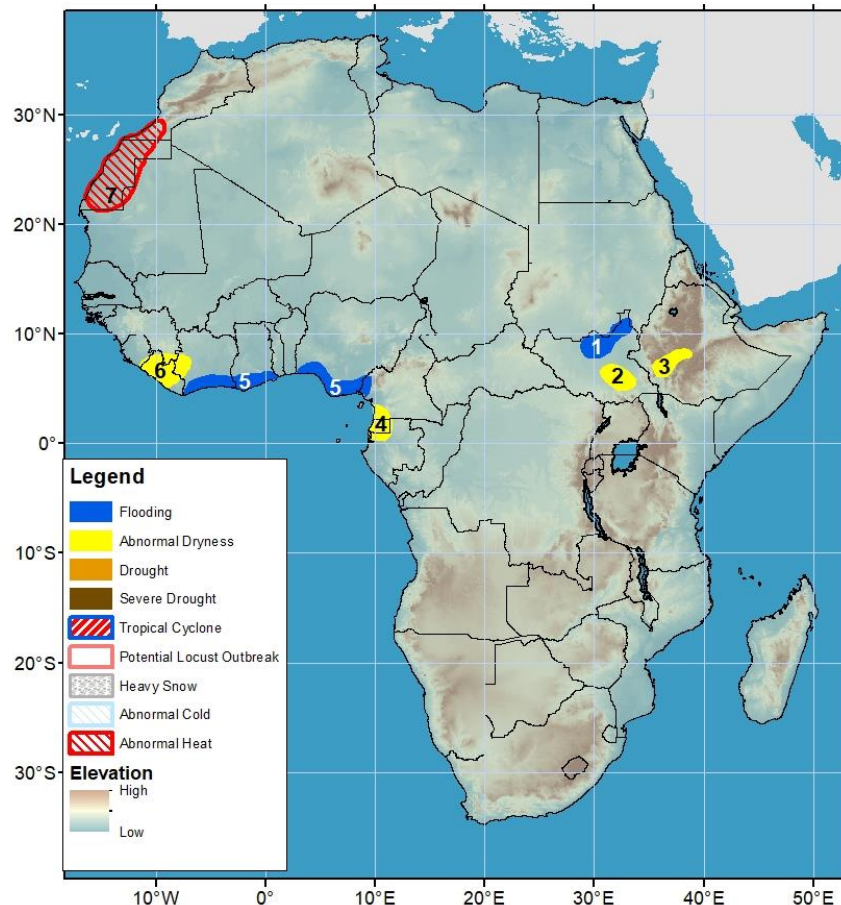 30°N
20°N
10°N
0°
10°S
20°S
30°S
7
1
2
3
6
5
5
4
Legend
Flooding
Abnormal Dryness
Drought
Severe Drought
Tropical Cyclone
Potential Locust Outbreak
Heavy Snow
Abnormal Cold
Abnormal Heat
Elevation
High
Low
10°W
0°
10°E
20°E
30°E
40°E
50°E